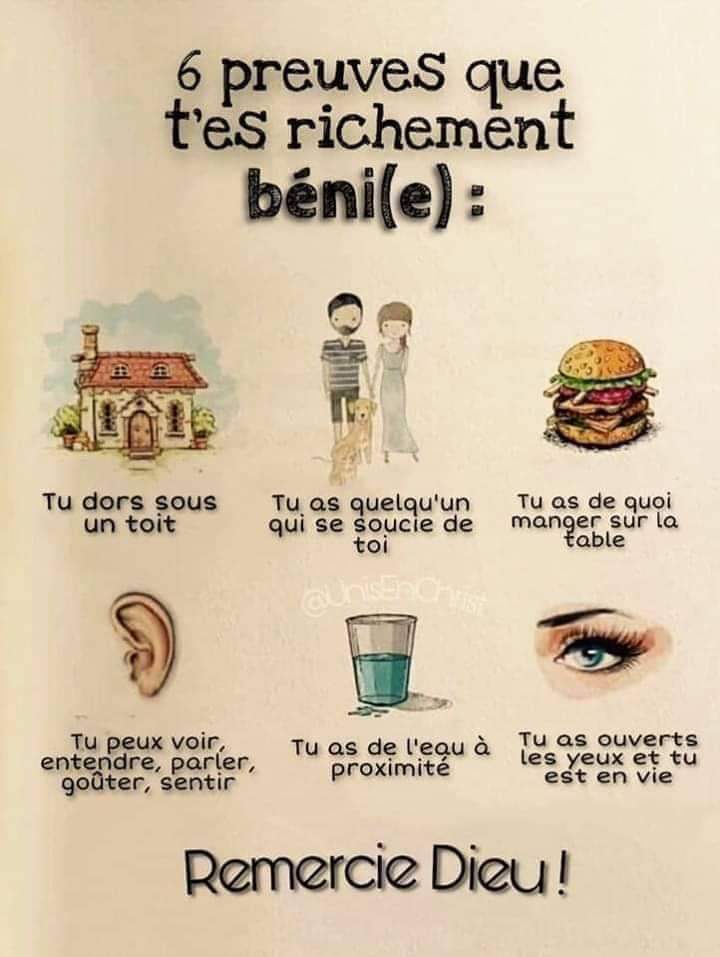 6 preuves que
t'es richement
béni(e) :
Tu dors sous
un toit
Tu as quelqu'un
qui se soucie de
toi
Tu as de quoi
manger sur la
table
@UnisEnChrist
Tu peux voir,
entendre, parler,
goûter, sentir
Tu as de l'eau à
proximité
Tu as ouverts
les yeux et tu
est en vie
Remercie Dieu !